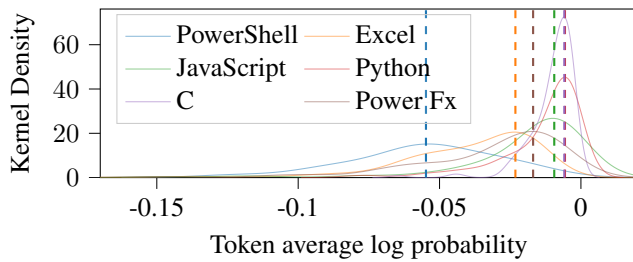 Kernel Density
60
40
20
0
PowerShell Excel
JavaScript Python
C Power Fx
-0.15 -0.1 -0.05 0
Token average log probability